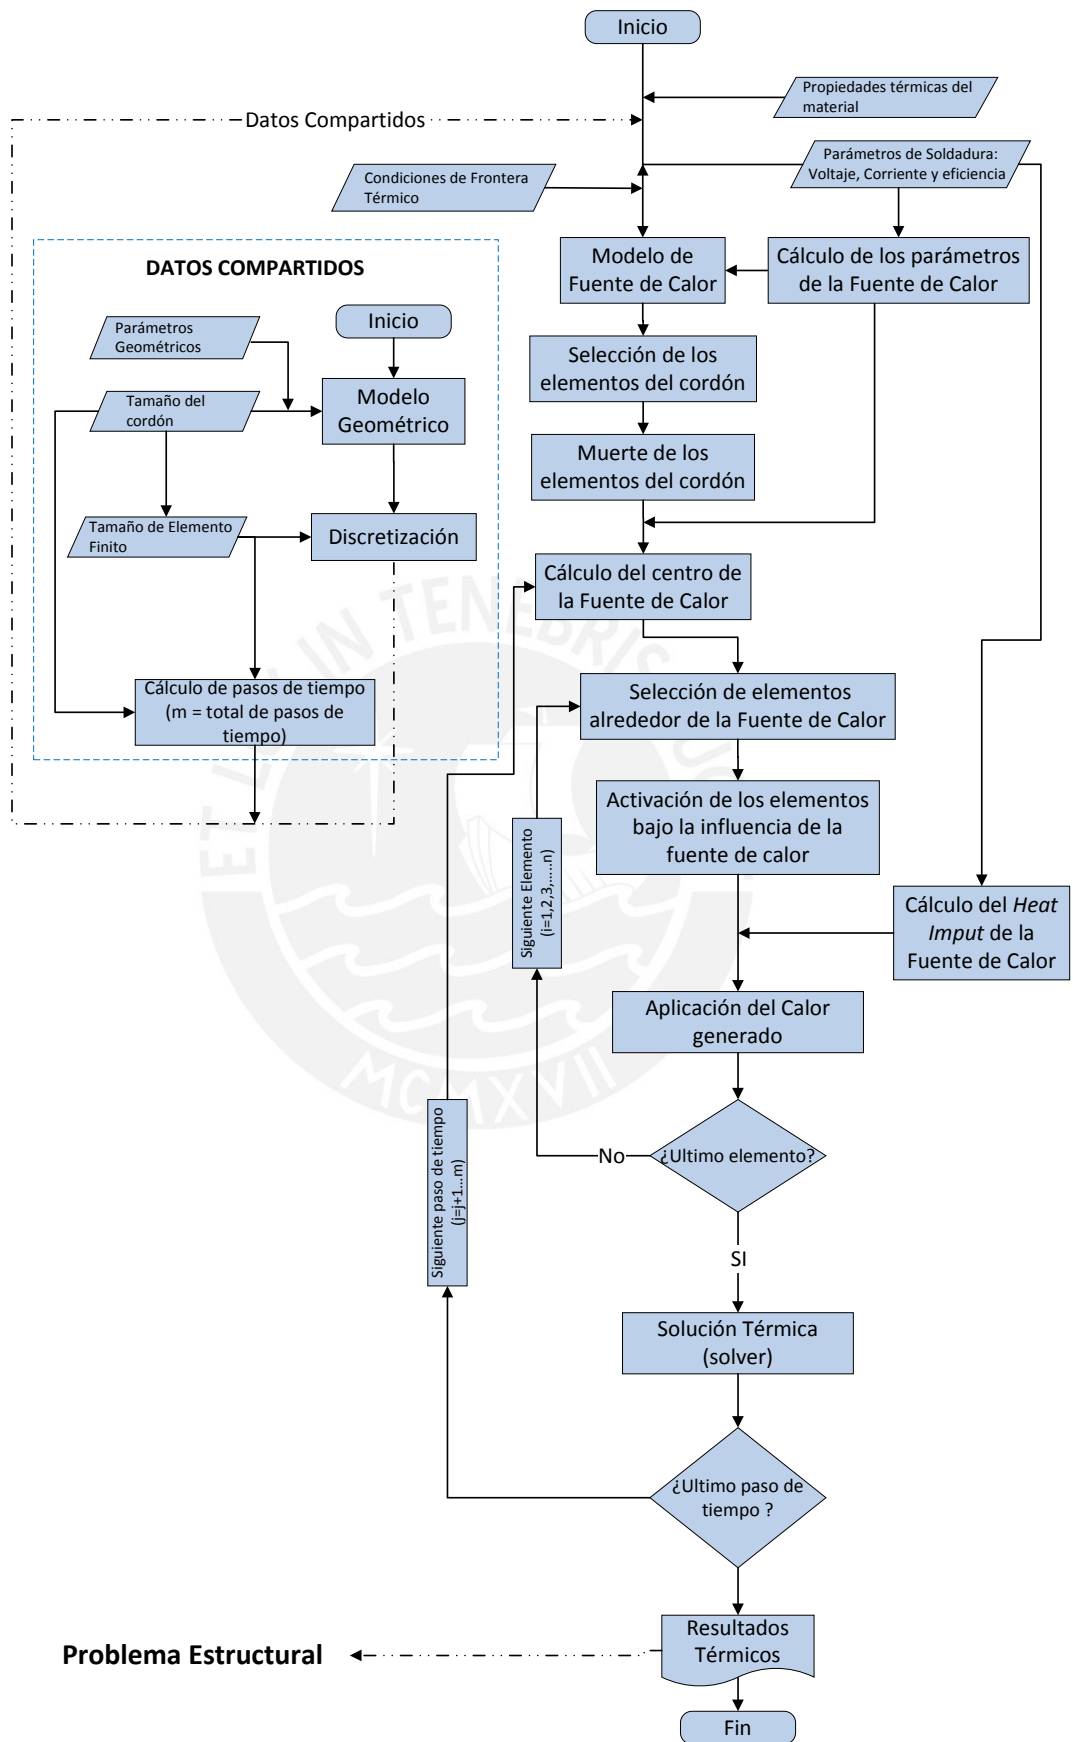 Inicio
Propiedades térmicas del
material
Datos Compartidos
Parámetros de Soldadura:
Voltaje, Corriente y eficiencia
Condiciones de Frontera
Térmico
Modelo de
Fuente de Calor
Cálculo de los parámetros
de la Fuente de Calor
DATOS COMPARTIDOS
Inicio
Parámetros
Geométricos
Modelo
Geométrico
Tamaño del
cordón
Tamaño de Elemento
Finito
Discretización
Cálculo de pasos de tiempo
(m = total de pasos de
tiempo)
Selección de los
elementos del cordón
Muerte de los
elementos del cordón
Cálculo del centro de
la Fuente de Calor
Selección de elementos
alrededor de la Fuente de Calor
Activación de los elementos
bajo la influencia de la
fuente de calor
Siguiente Elemento
(i=1,2,3,.....n)
Cálculo del Heat
Imput de la
Fuente de Calor
Aplicación del Calor
generado
¿Ultimo elemento?
No
SI
Siguiente paso de tiempo
(j=j+1...m)
Solución Térmica
(solver)
¿Ultimo paso de
tiempo ?
Resultados
Térmicos
Problema Estructural
Fin
ET LUX IN TENEBRIS LUCET
MCMXVII